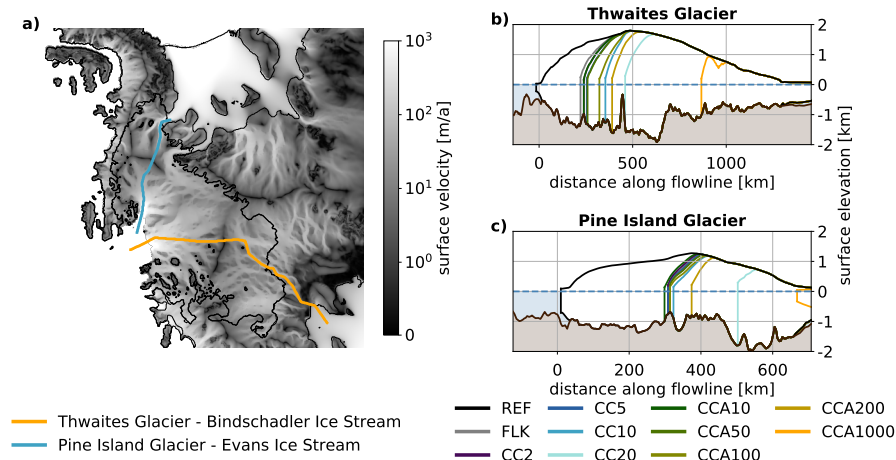 a)
10³
10²
10¹
10⁰
0
surface velocity [m/a]
Thwaites Glacier - Bindschadler Ice Stream
Pine Island Glacier - Evans Ice Stream
b)
Thwaites Glacier
2
1
0
-1
-2
0 500 1000
distance along flowline [km]
surface elevation [km]
c)
Pine Island Glacier
2
1
0
-1
-2
0 200 400 600
distance along flowline [km]
REF CC5 CCA10 CCA200
FLK CC10 CCA50 CCA1000
CC2 CC20 CCA100